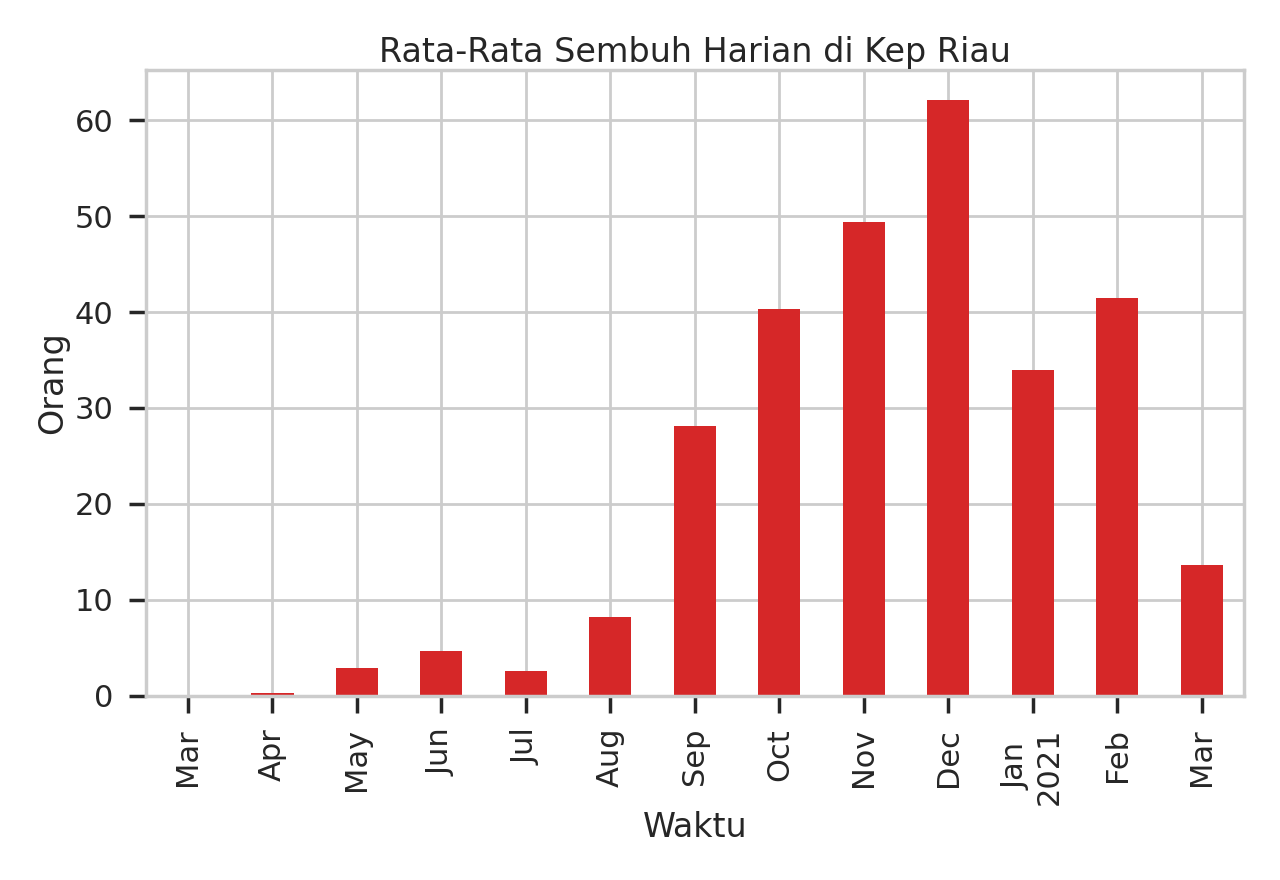 Rata-Rata Sembuh Harian di Kep Riau
Orang
60
50
40
30
20
10
0
Mar
Apr
May
Jun
Jul
Aug
Sep
Oct
Nov
Dec
Jan
2021
Feb
Mar
Waktu